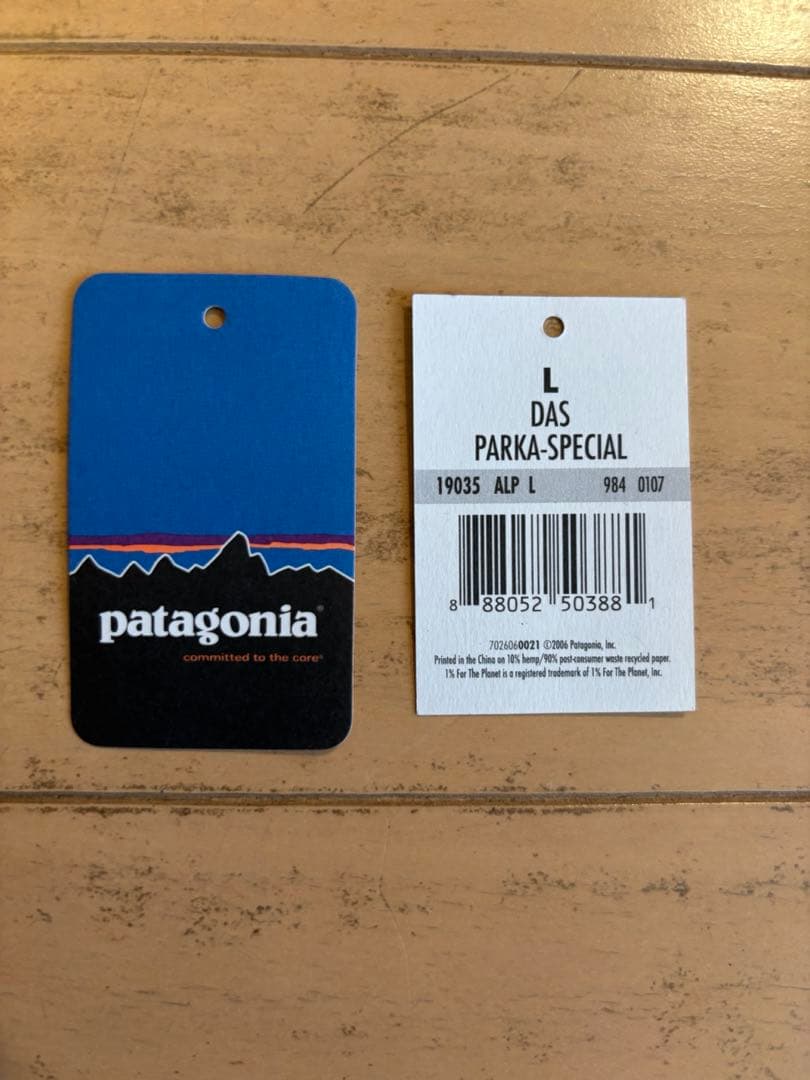 patagonia®
committed to the core®
L
DAS
PARKA-SPECIAL
19035 ALP L 984 0107
8 88052 50388 1
7026060021 ©2006 Patagonia, Inc.
Printed in the China on 10% hemp/90% post-consumer waste recycled paper.
1% For The Planet is a registered trademark of 1% For The Planet, Inc.